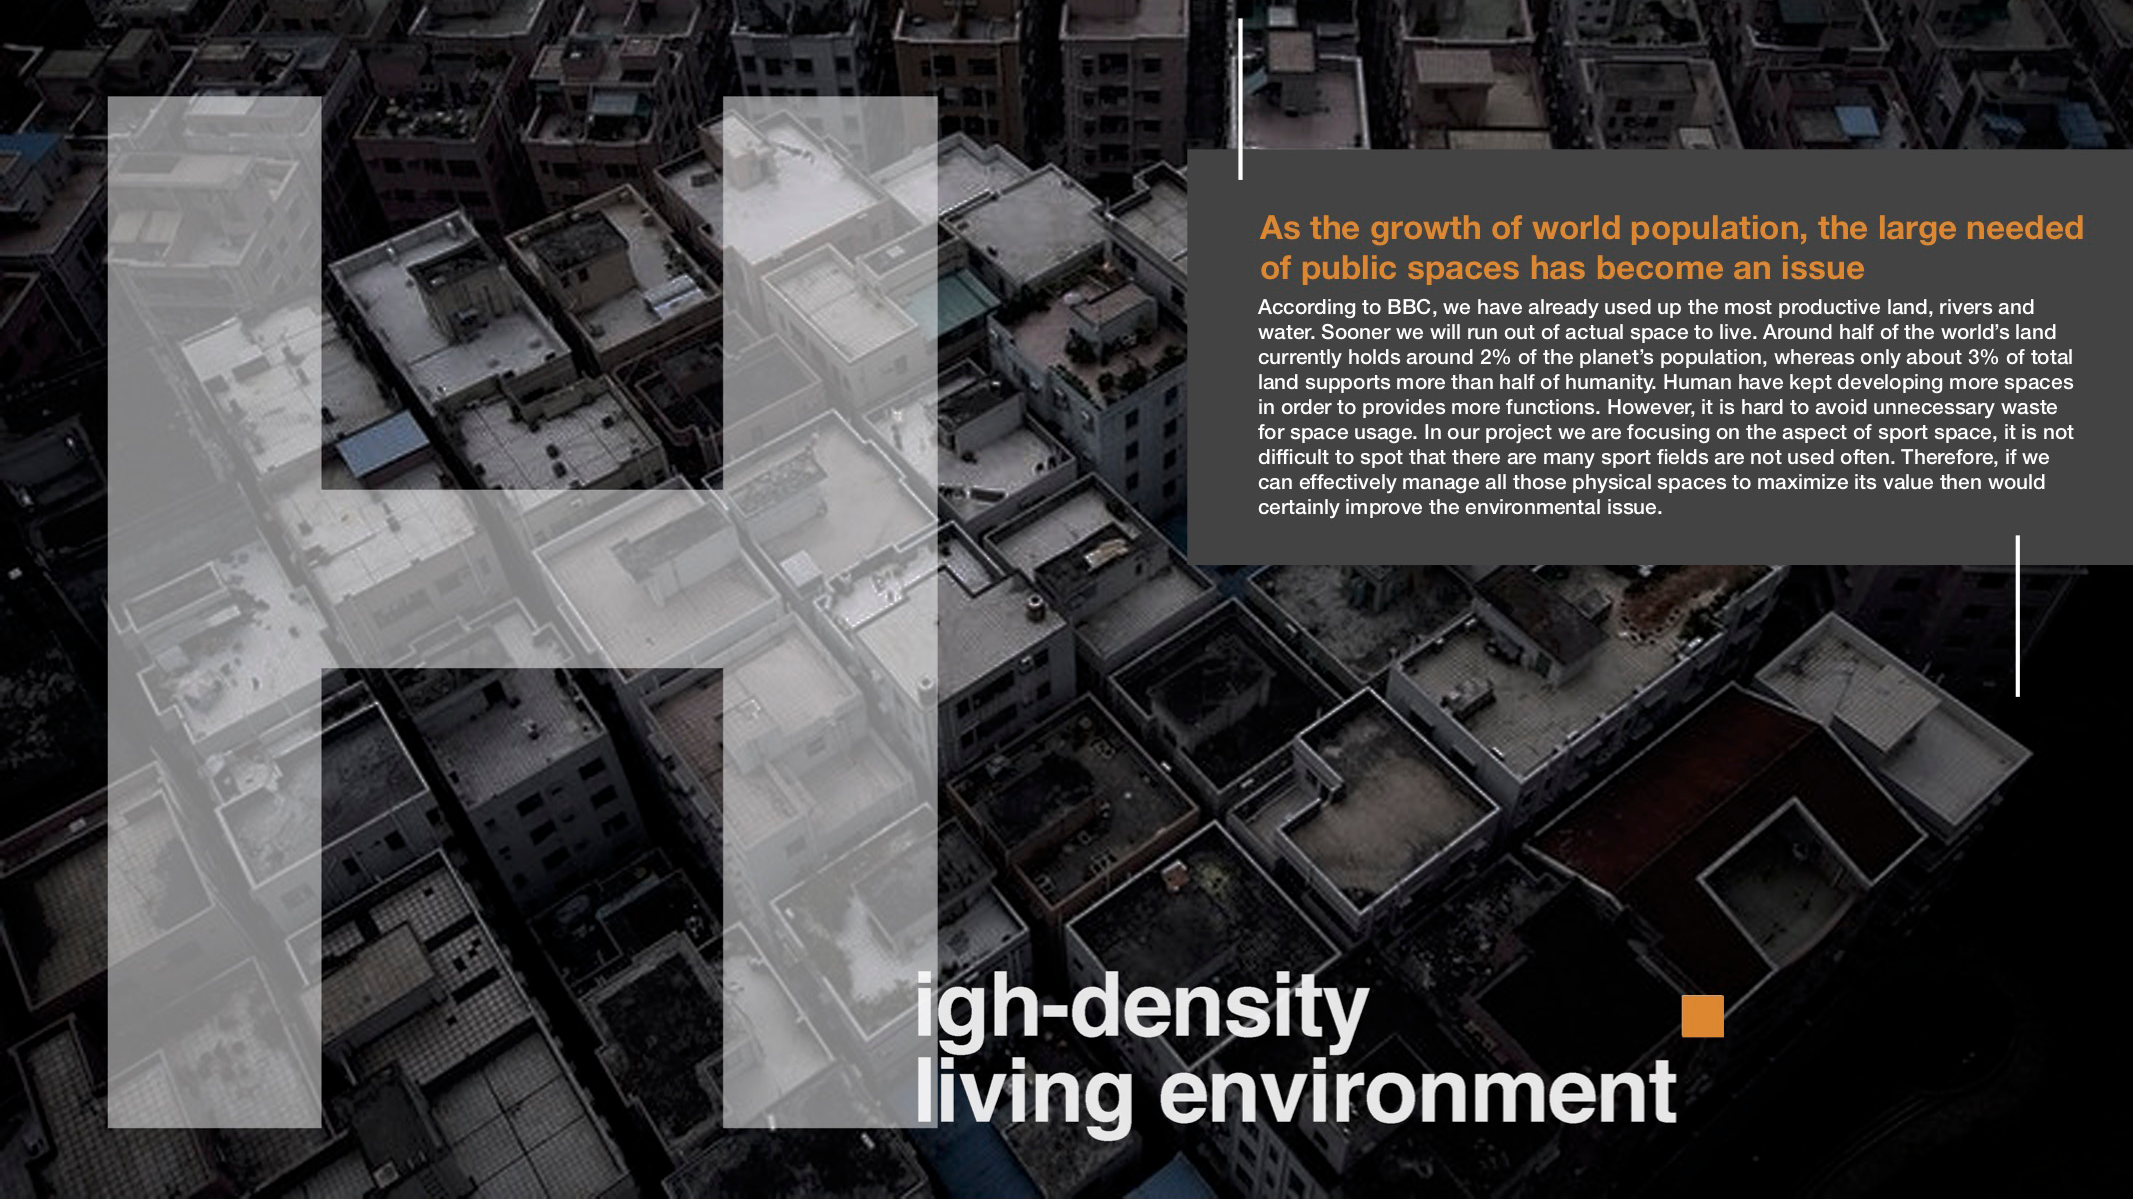 As the growth of world population, the large needed
of public spaces has become an issue
According to BBC, we have already used up the most productive land, rivers and
water. Sooner we will run out of actual space to live. Around half of the world’s land
currently holds around 2% of the planet’s population, whereas only about 3% of total
land supports more than half of humanity. Human have kept developing more spaces
in order to provides more functions. However, it is hard to avoid unnecessary waste
for space usage. In our project we are focusing on the aspect of sport space, it is not
difficult to spot that there are many sport fields are not used often. Therefore, if we
can effectively manage all those physical spaces to maximize its value then would
certainly improve the environmental issue.
High-density
living environment